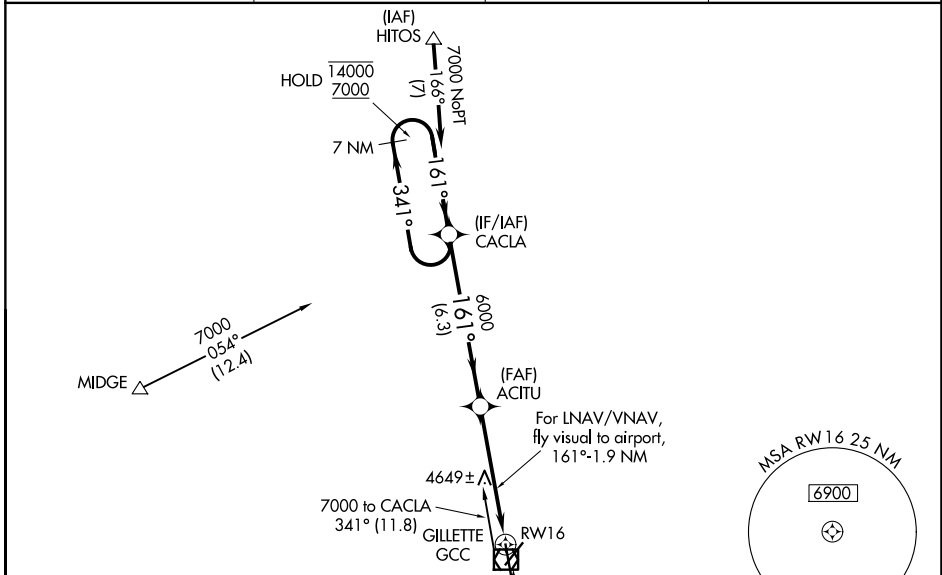 (IAF)
HITOS
7000 NoPT
166°
(7)
HOLD 14000
7000
7 NM
161°
341°
(IF/IAF)
CACLA
6000
161°
(6.3)
7000
054°
(12.4)
MIDGE
(FAF)
ACITU
For LNAV/VNAV,
fly visual to airport,
161°-1.9 NM
4649±
7000 to CACLA
341° (11.8)
GILLETTE
GCC
RW16
MSA RW16 25 NM
6900